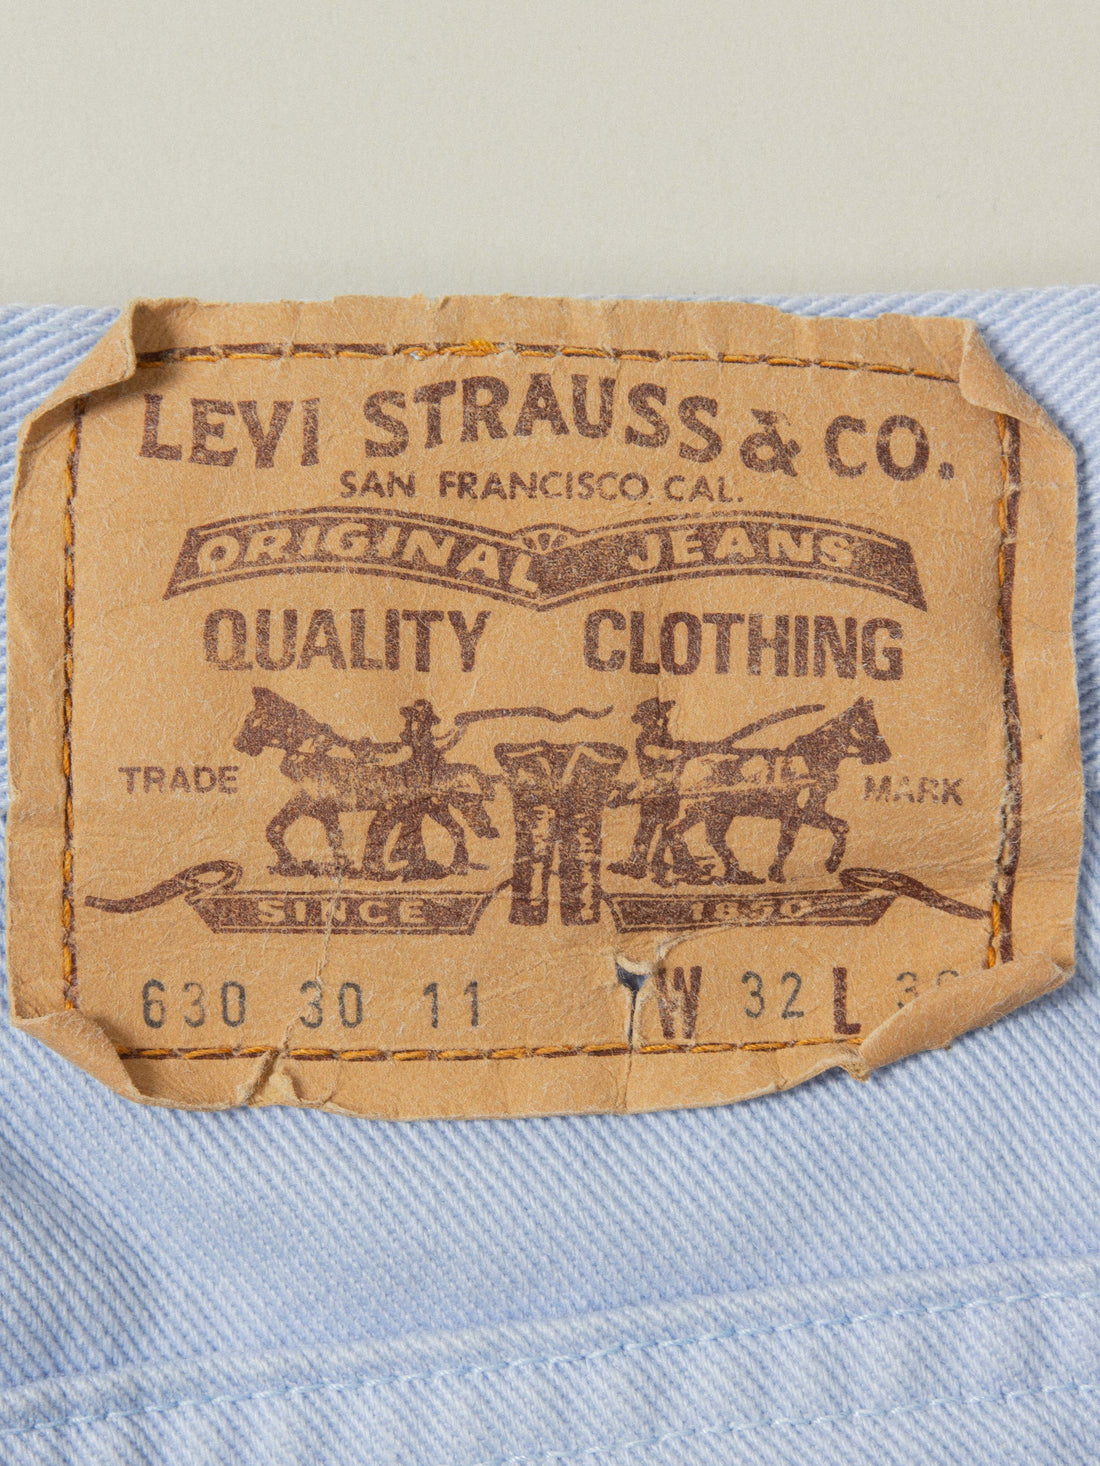 LEVI STRAUSS & CO.
SAN FRANCISCO, CAL.
ORIGINAL JEANS
QUALITY CLOTHING
TRADE MARK
SINCE 1850
630 30 11 W 32 L